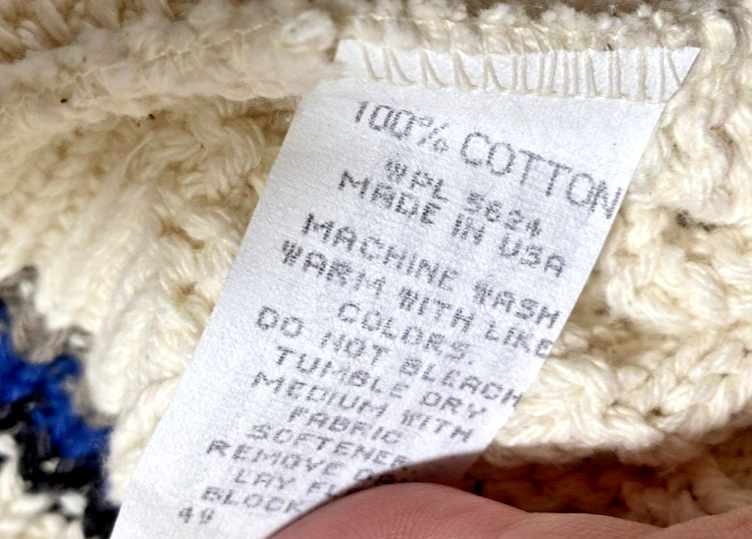 100% COTTON
WPL 5624
MADE IN USA
MACHINE WASH
WARM WITH LIKE
COLORS.
DO NOT BLEACH
TUMBLE DRY
MEDIUM WITH
FABRIC
SOFTENER
REMOVE
LAY
BLOCK
49